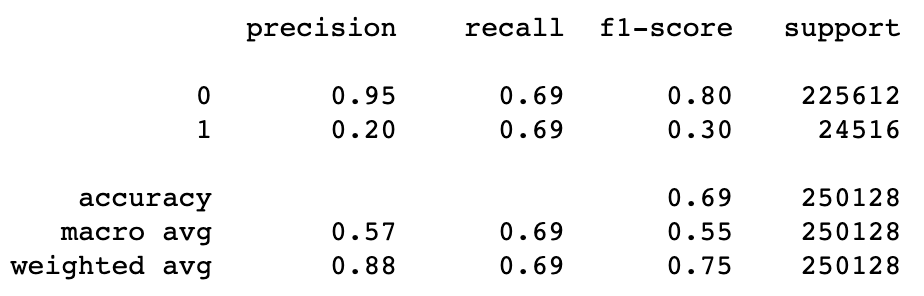 precision recall f1-score support
0 0.95 0.69 0.80 225612
1 0.20 0.69 0.30 24516
accuracy 0.69 250128
macro avg 0.57 0.69 0.55 250128
weighted avg 0.88 0.69 0.75 250128